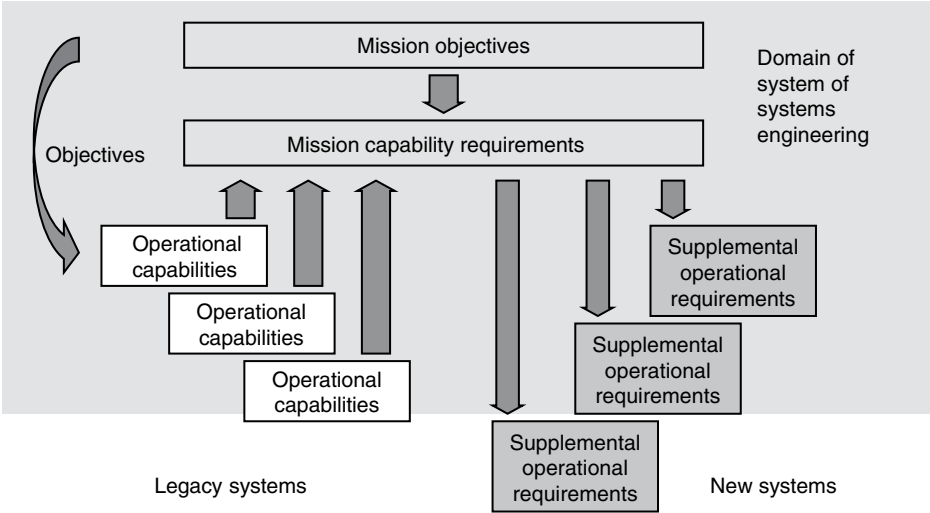 Mission objectives
Domain of
system of
systems
engineering
Mission capability requirements
Objectives
Operational
capabilities
Operational
capabilities
Operational
capabilities
Supplemental
operational
requirements
Supplemental
operational
requirements
Supplemental
operational
requirements
Legacy systems
New systems